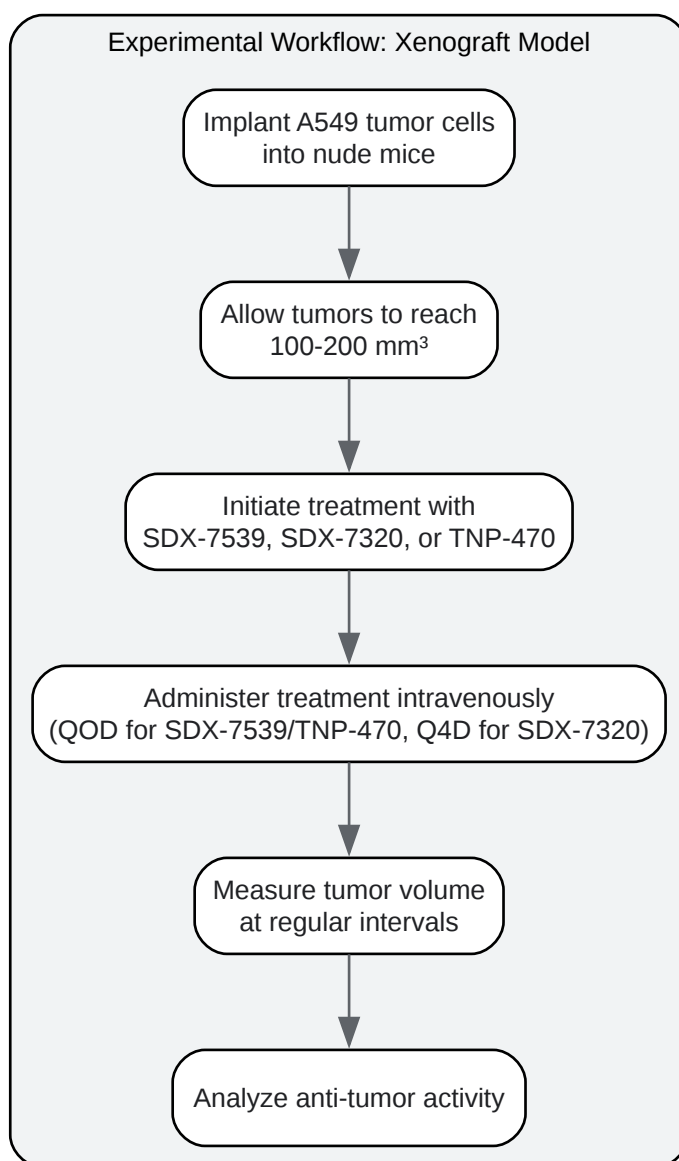 Experimental Workflow: Xenograft Model
Implant A549 tumor cells
into nude mice
Allow tumors to reach
100-200 mm³
Initiate treatment with
SDX-7539, SDX-7320, or TNP-470
Administer treatment intravenously
(QOD for SDX-7539/TNP-470, Q4D for SDX-7320)
Measure tumor volume
at regular intervals
Analyze anti-tumor activity